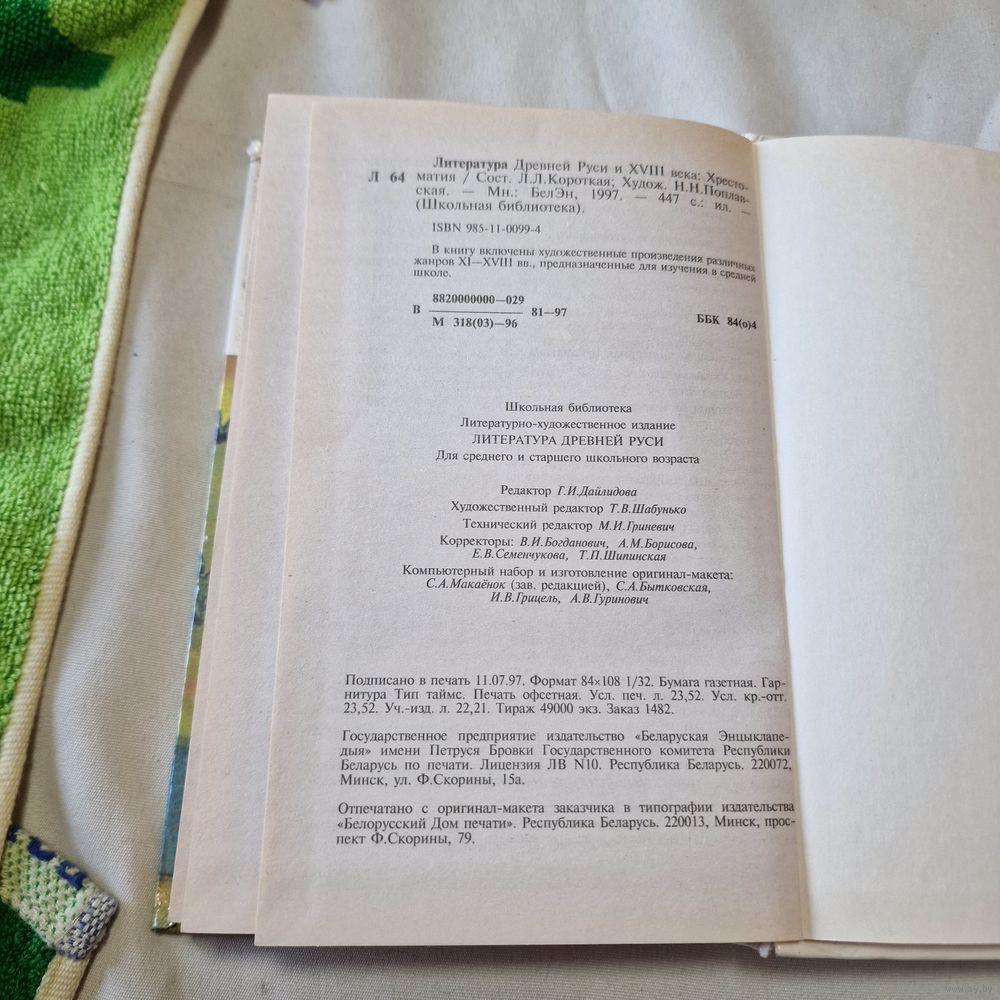 Литература Древней Руси и XVIII века: Хресто-
Л 64 матия / Сост. Л.Л.Короткая; Худож. Н.Н.Поплав-
ская. — Мн.: БелЭн, 1997. — 447 с.: ил. —
(Школьная библиотека).
ISBN 985-11-0099-4
В книгу включены художественные произведения различных
жанров XI—XVIII вв., предназначенные для изучения в средней
школе.
8820000000—029
В 81—97
М 318(03)—96
ББК 84(о)4
Школьная библиотека
Литературно-художественное издание
ЛИТЕРАТУРА ДРЕВНЕЙ РУСИ
Для среднего и старшего школьного возраста
Редактор Г.И.Дайлидова
Художественный редактор Т.В.Шабунько
Технический редактор М.И.Гриневич
Корректоры: В.И.Богданович, А.М.Борисова,
Е.В.Семенчукова, Т.П.Шипинская
Компьютерный набор и изготовление оригинал-макета:
С.А.Макаёнок (зав. редакцией), С.А.Бытковская,
И.В.Грицель, А.В.Гуринович
Подписано в печать 11.07.97. Формат 84×108 1/32. Бумага газетная. Гар-
нитура Тип таймс. Печать офсетная. Усл. печ. л. 23,52. Усл. кр.-отт.
23,52. Уч.-изд. л. 22,21. Тираж 49000 экз. Заказ 1482.
Государственное предприятие издательство «Беларуская Энцыклапе-
дыя» имени Петруся Бровки Государственного комитета Республики
Беларусь по печати. Лицензия ЛВ N10. Республика Беларусь. 220072,
Минск, ул. Ф.Скорины, 15а.
Отпечатано с оригинал-макета заказчика в типографии издательства
«Белорусский Дом печати». Республика Беларусь. 220013, Минск, прос-
пект Ф.Скорины, 79.
www.ay.by